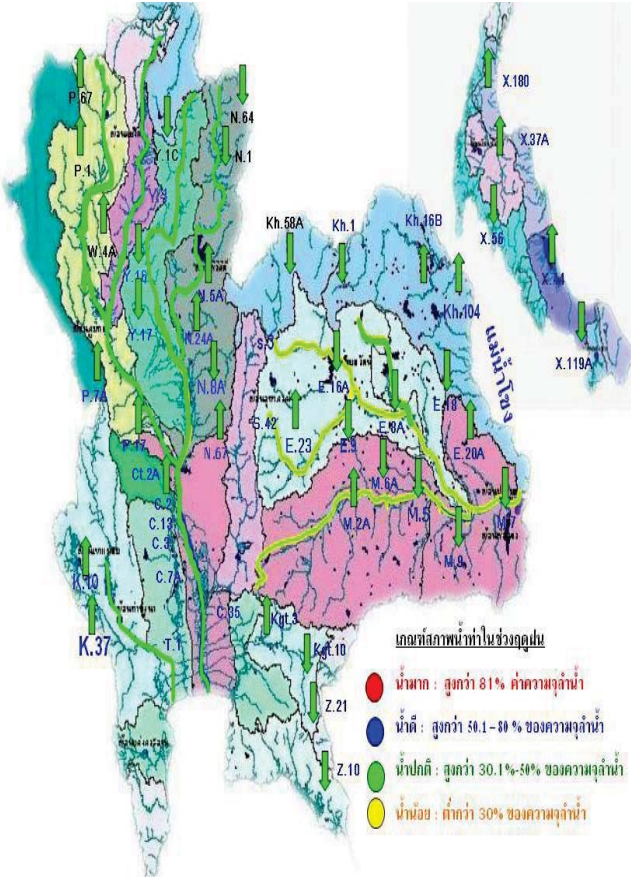 P.67
N.64
X.180
Y.1C
N.1
X.37A
P.1
W.4A
Kh.58A
Kh.1
Kh.16B
X.56
Y.16
N.5A
Kh.104
X.44
แม่น้ำโขง
Y.17
N.24A
S.3
X.119A
P.7A
N.8A
E.16A
E.18
P.17
N.67
S.42
E.23
E.9
E.8A
E.20A
Ct.2A
M.6A
C.2
M.2A
M.5
M.7
C.13
C.3
M.9
K.10
C.7A
C.35
K.37
Kgt.3
T.1
Kgt.10
Z.21
Z.10
เกณฑ์สภาพน้ำท่าในช่วงฤดูฝน
น้ำมาก : สูงกว่า 81% ค่าความจุลำน้ำ
น้ำดี : สูงกว่า 50.1 - 80 % ของความจุลำน้ำ
น้ำปกติ : สูงกว่า 30.1%-50% ของความจุลำน้ำ
น้ำน้อย : ต่ำกว่า 30% ของความจุลำน้ำ